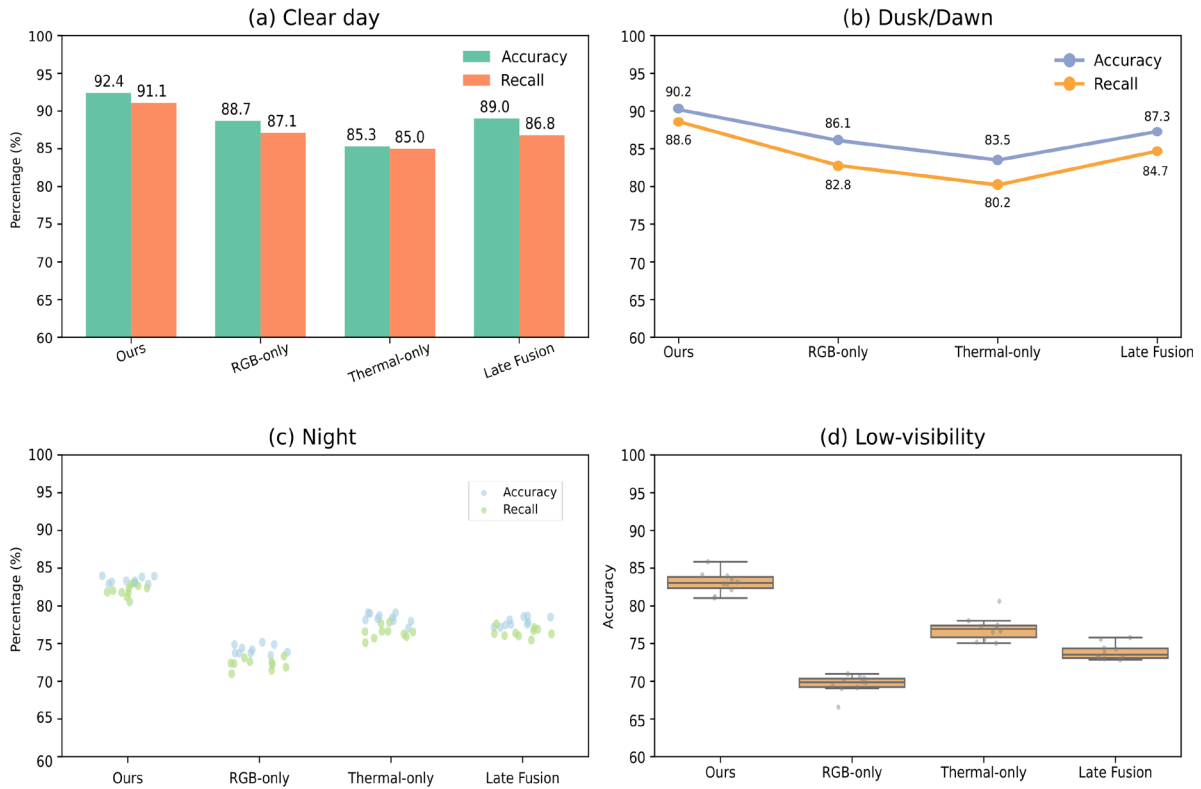 (a) Clear day
Percentage (%)
100
95
90
85
80
75
70
65
60
Accuracy
Recall
92.4
91.1
88.7
87.1
85.3
85.0
89.0
86.8
Ours
RGB-only
Thermal-only
Late Fusion
(b) Dusk/Dawn
100
95
90
85
80
75
70
65
60
Accuracy
Recall
90.2
88.6
86.1
82.8
83.5
80.2
87.3
84.7
Ours
RGB-only
Thermal-only
Late Fusion
(c) Night
Percentage (%)
100
95
90
85
80
75
70
65
60
Accuracy
Recall
Ours
RGB-only
Thermal-only
Late Fusion
(d) Low-visibility
Accuracy
100
95
90
85
80
75
70
65
60
Ours
RGB-only
Thermal-only
Late Fusion